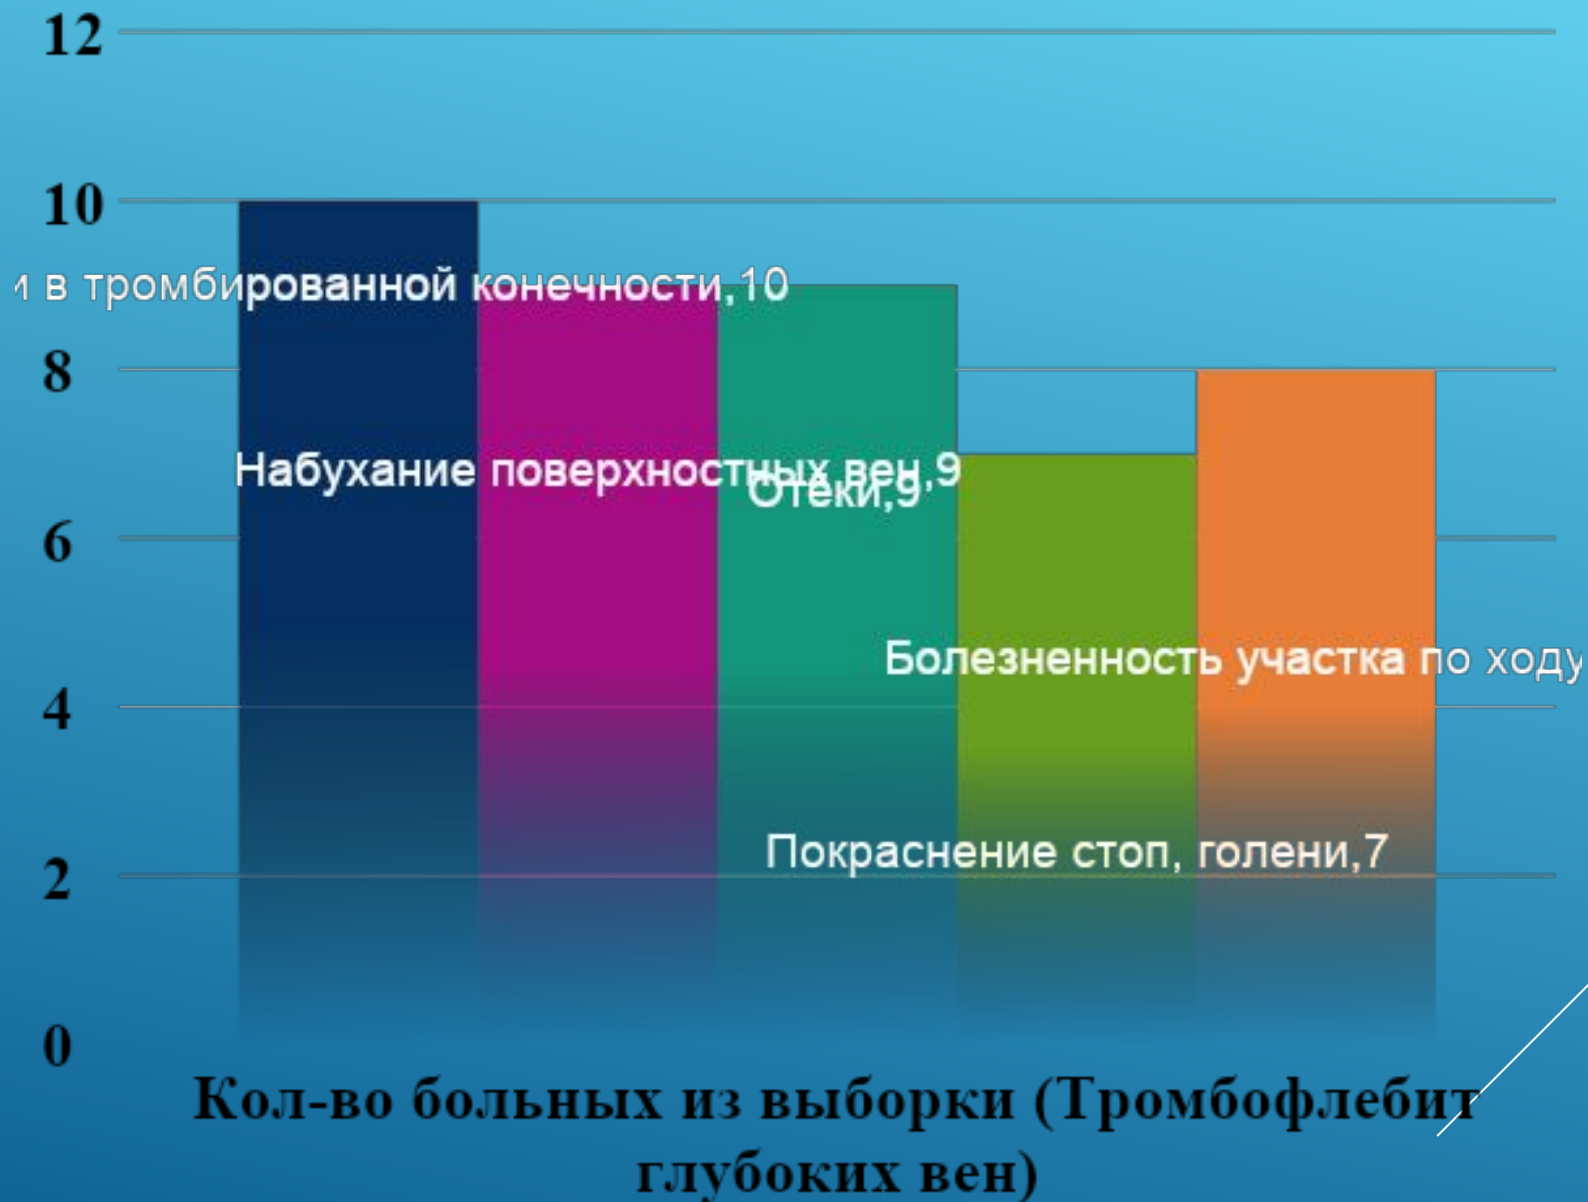 12
10
в тромбированной конечности,10
8
Набухание поверхностных вен,9
Отеки,9
6
Болезненность участка по ходу
4
Покраснение стоп, голени,7
2
0
Кол-во больных из выборки (Тромбофлебит
глубоких вен)